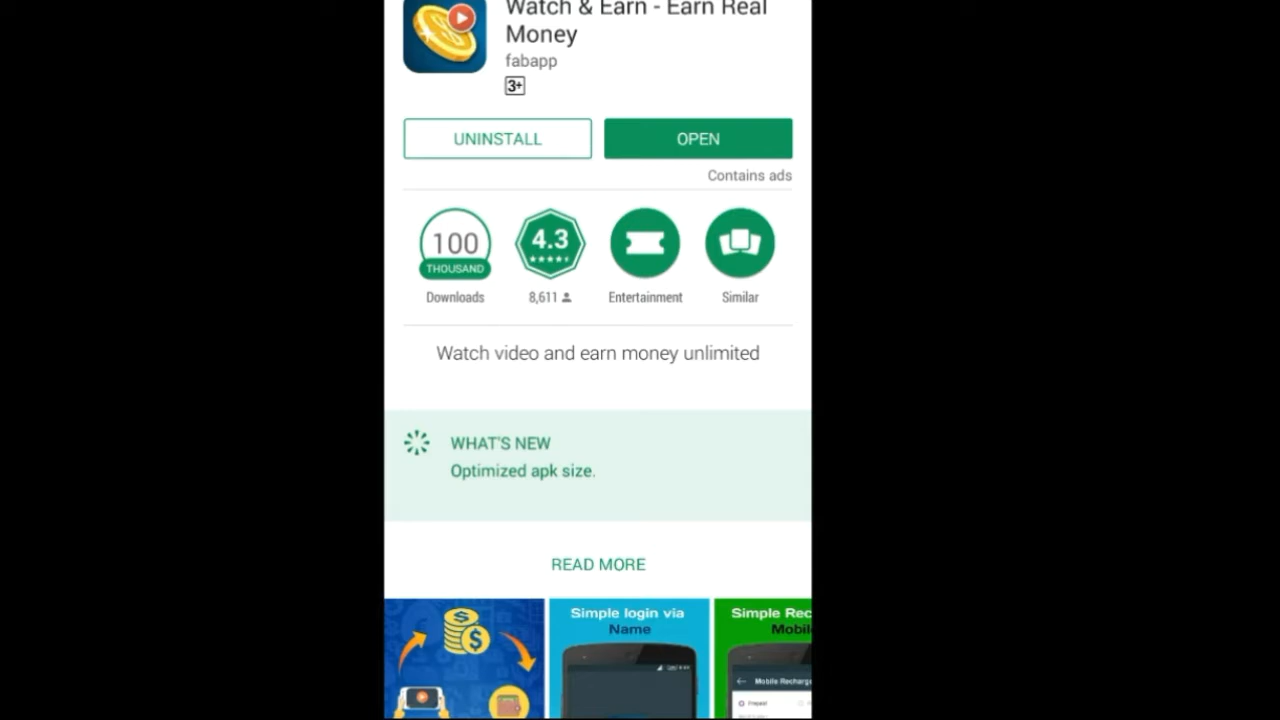 Watch & Earn - Earn Real
Money
fabapp
3+
UNINSTALL
OPEN
Contains ads
100
THOUSAND
4.3
Downloads
8,611
Entertainment
Similar
Watch video and earn money unlimited
WHAT'S NEW
Optimized apk size.
READ MORE
Simple login via
Name
Simple Rec
Mobil
Mobile Recharge
Prepaid